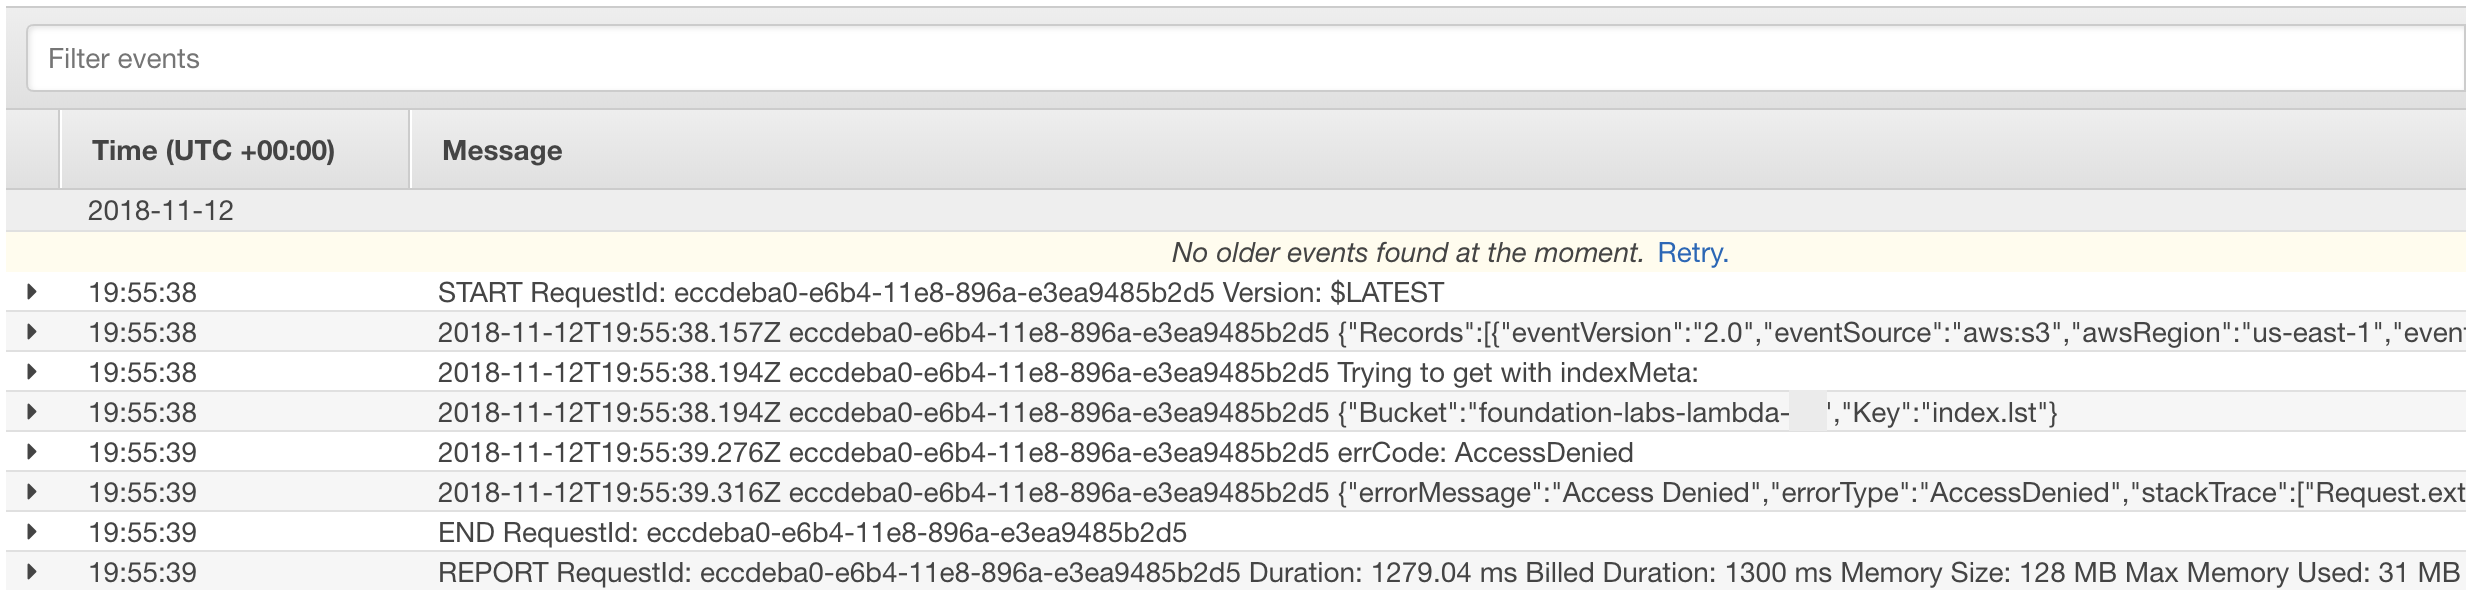 Filter events
Time (UTC +00:00) Message
2018-11-12
No older events found at the moment. Retry.
19:55:38 START RequestId: eccdeba0-e6b4-11e8-896a-e3ea9485b2d5 Version: $LATEST
19:55:38 2018-11-12T19:55:38.157Z eccdeba0-e6b4-11e8-896a-e3ea9485b2d5 {"Records":[{"eventVersion":"2.0","eventSource":"aws:s3","awsRegion":"us-east-1","even
19:55:38 2018-11-12T19:55:38.194Z eccdeba0-e6b4-11e8-896a-e3ea9485b2d5 Trying to get with indexMeta:
19:55:38 2018-11-12T19:55:38.194Z eccdeba0-e6b4-11e8-896a-e3ea9485b2d5 {"Bucket":"foundation-labs-lambda- ","Key":"index.lst"}
19:55:39 2018-11-12T19:55:39.276Z eccdeba0-e6b4-11e8-896a-e3ea9485b2d5 errCode: AccessDenied
19:55:39 2018-11-12T19:55:39.316Z eccdeba0-e6b4-11e8-896a-e3ea9485b2d5 {"errorMessage":"Access Denied","errorType":"AccessDenied","stackTrace":["Request.ext
19:55:39 END RequestId: eccdeba0-e6b4-11e8-896a-e3ea9485b2d5
19:55:39 REPORT RequestId: eccdeba0-e6b4-11e8-896a-e3ea9485b2d5 Duration: 1279.04 ms Billed Duration: 1300 ms Memory Size: 128 MB Max Memory Used: 31 MB